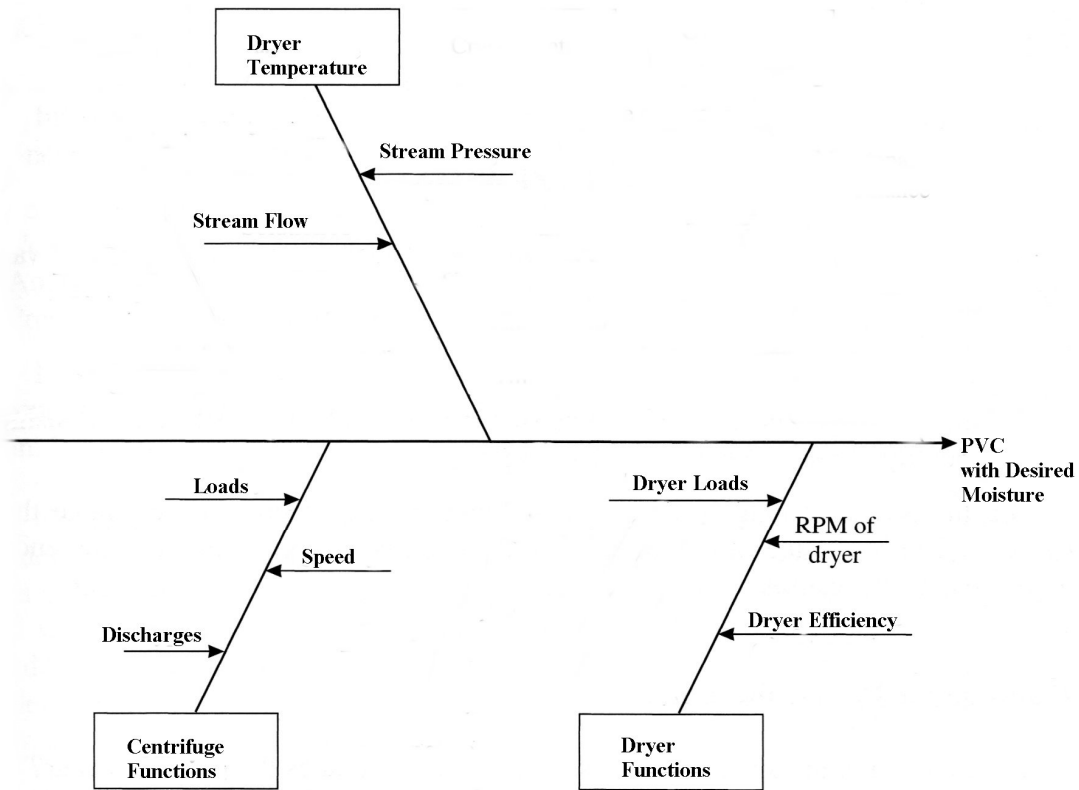 Dryer
Temperature
Stream Pressure
Stream Flow
PVC
with Desired
Moisture
Loads
Dryer Loads
RPM of
dryer
Speed
Dryer Efficiency
Discharges
Centrifuge
Functions
Dryer
Functions